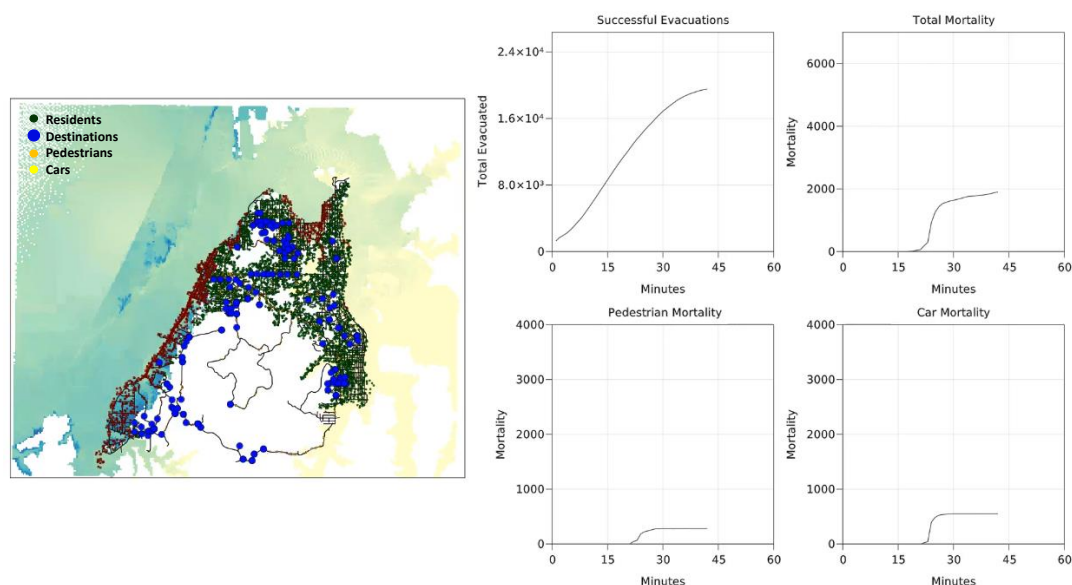 Residents
Destinations
Pedestrians
Cars
Successful Evacuations
2.4×10⁴
1.6×10⁴
8.0×10³
0
Total Evacuated
0 15 30 45 60
Minutes
Total Mortality
6000
4000
2000
0
Mortality
0 15 30 45 60
Minutes
Pedestrian Mortality
4000
3000
2000
1000
0
Mortality
0 15 30 45 60
Minutes
Car Mortality
4000
3000
2000
1000
0
Mortality
0 15 30 45 60
Minutes